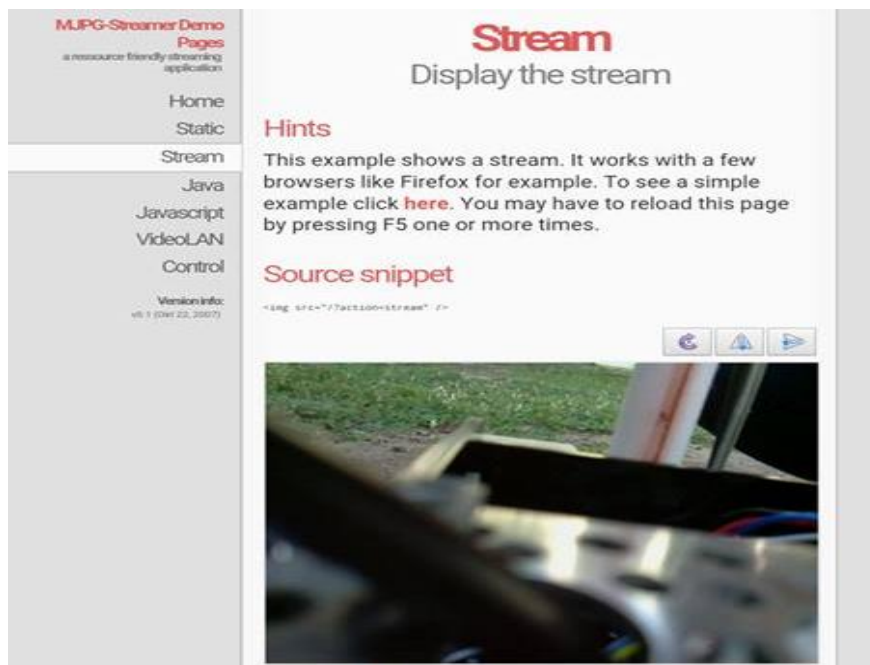 MJPG-Streamer Demo
Pages
a ressource friendly streaming
application
Home
Static
Stream
Java
Javascript
VideoLAN
Control
Version info:
v0.1 (Okt 22, 2007)
Stream
Display the stream
Hints
This example shows a stream. It works with a few
browsers like Firefox for example. To see a simple
example click here. You may have to reload this page
by pressing F5 one or more times.
Source snippet
<img src="/?action=stream" />